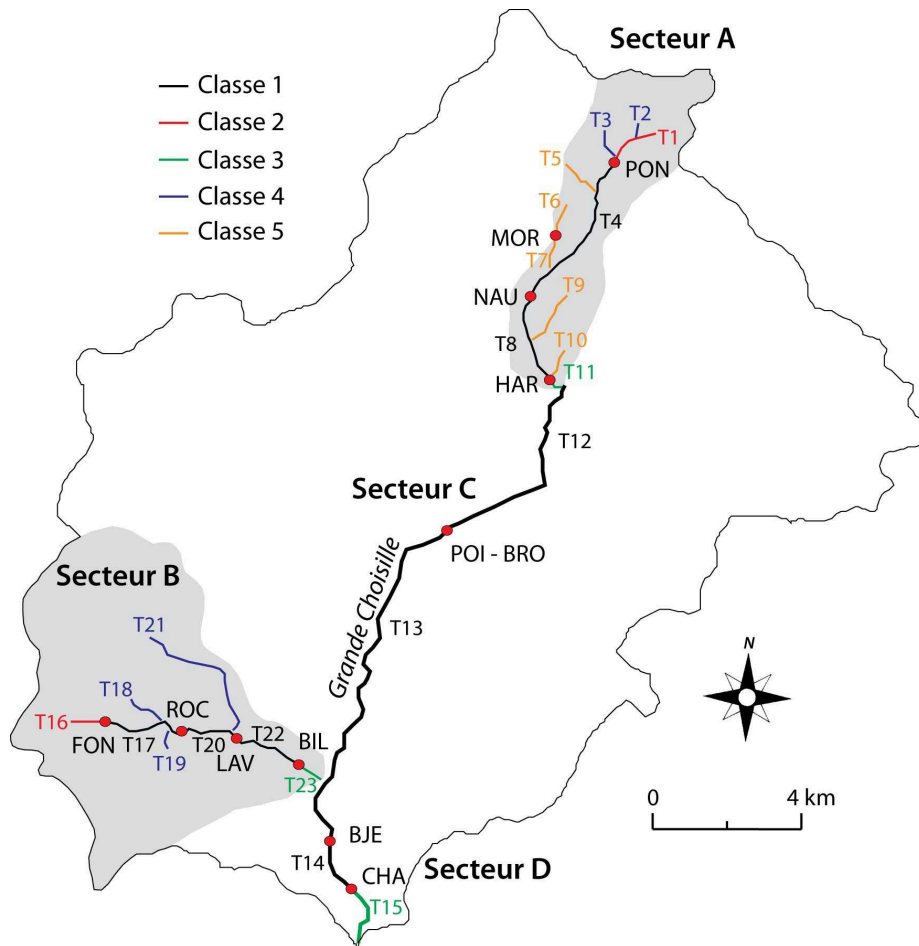 Secteur A
Classe 1
Classe 2
Classe 3
Classe 4
Classe 5
T3
T2
T1
PON
T5
T6
T4
MOR
T7
NAU
T9
T8
T10
HAR
T11
T12
Secteur C
POI - BRO
Grande Choisille
T13
Secteur B
T21
T18
ROC
T16
FON
T17
T19
T20
LAV
T22
BIL
T23
N
0
4 km
BJE
T14
CHA
Secteur D
T15